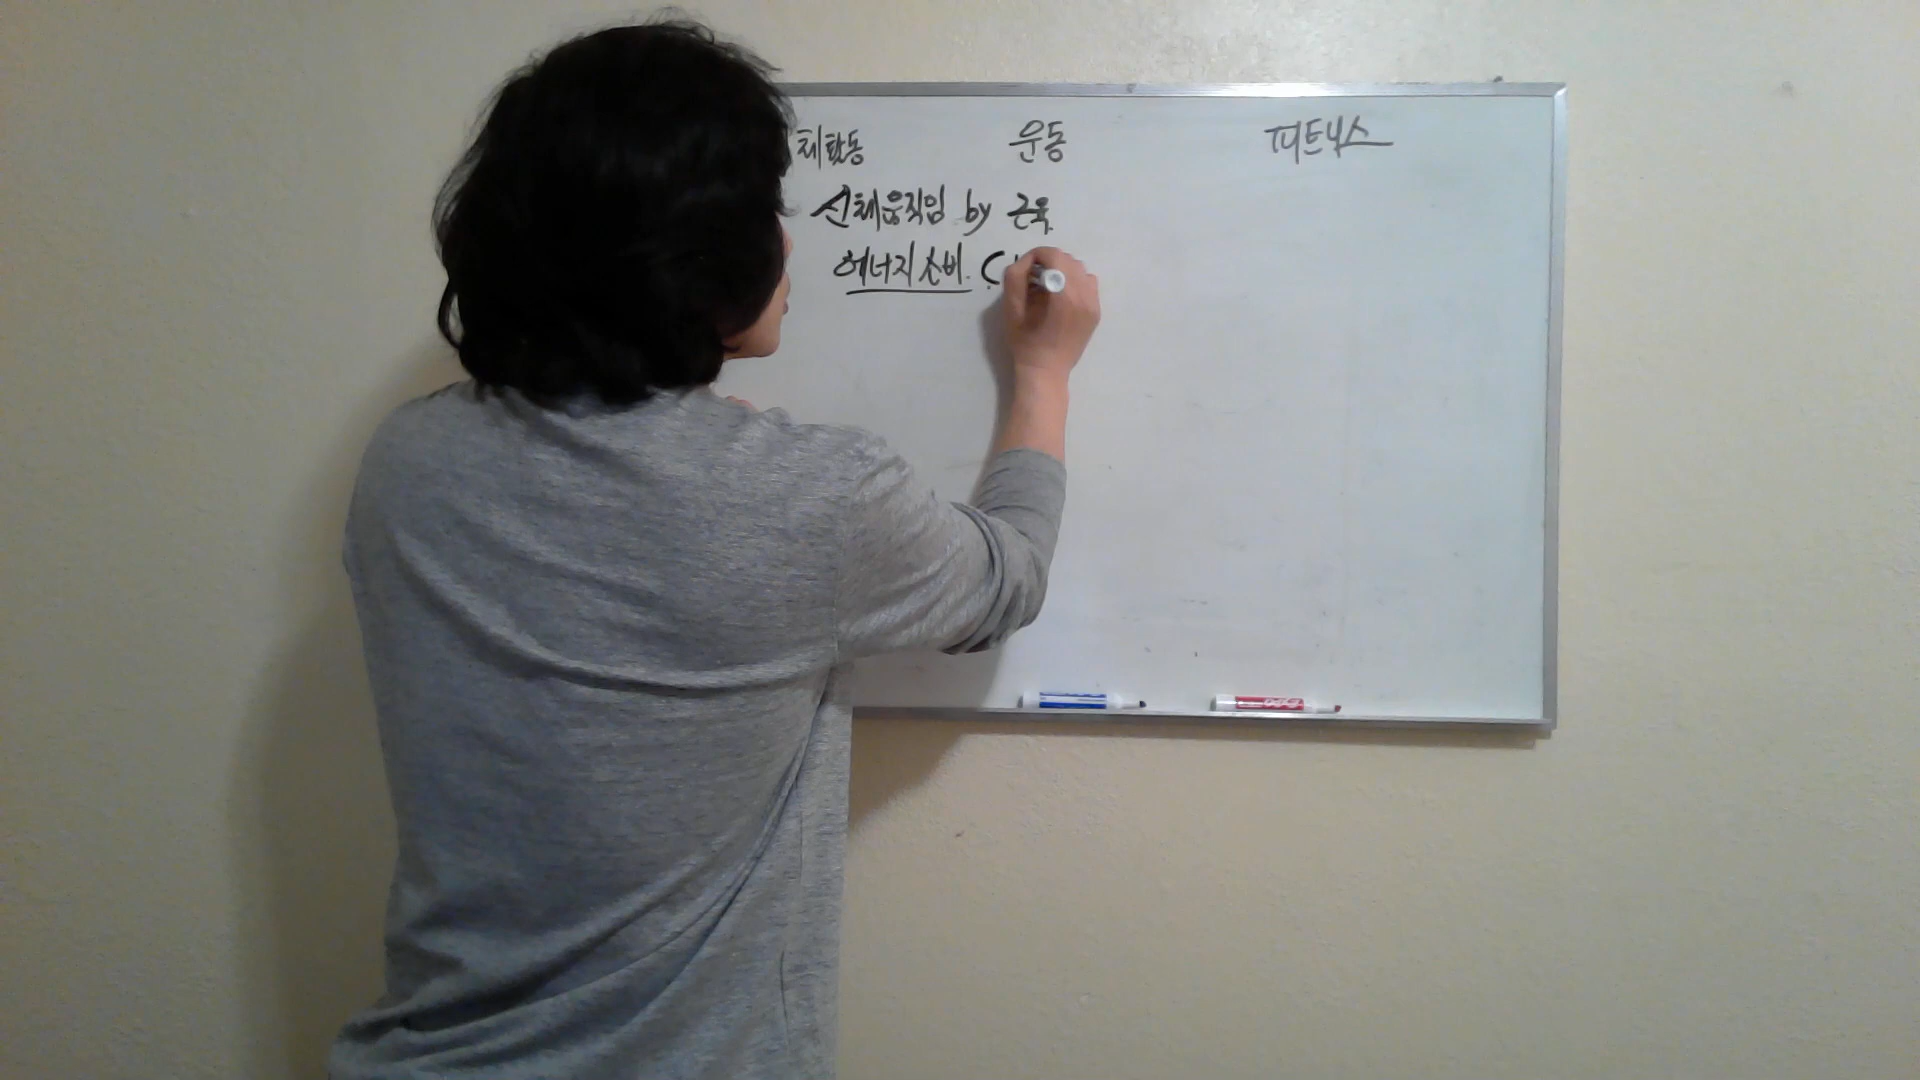 체활동 운동 피트니스
신체움직임 by 근육
에너지소비. (